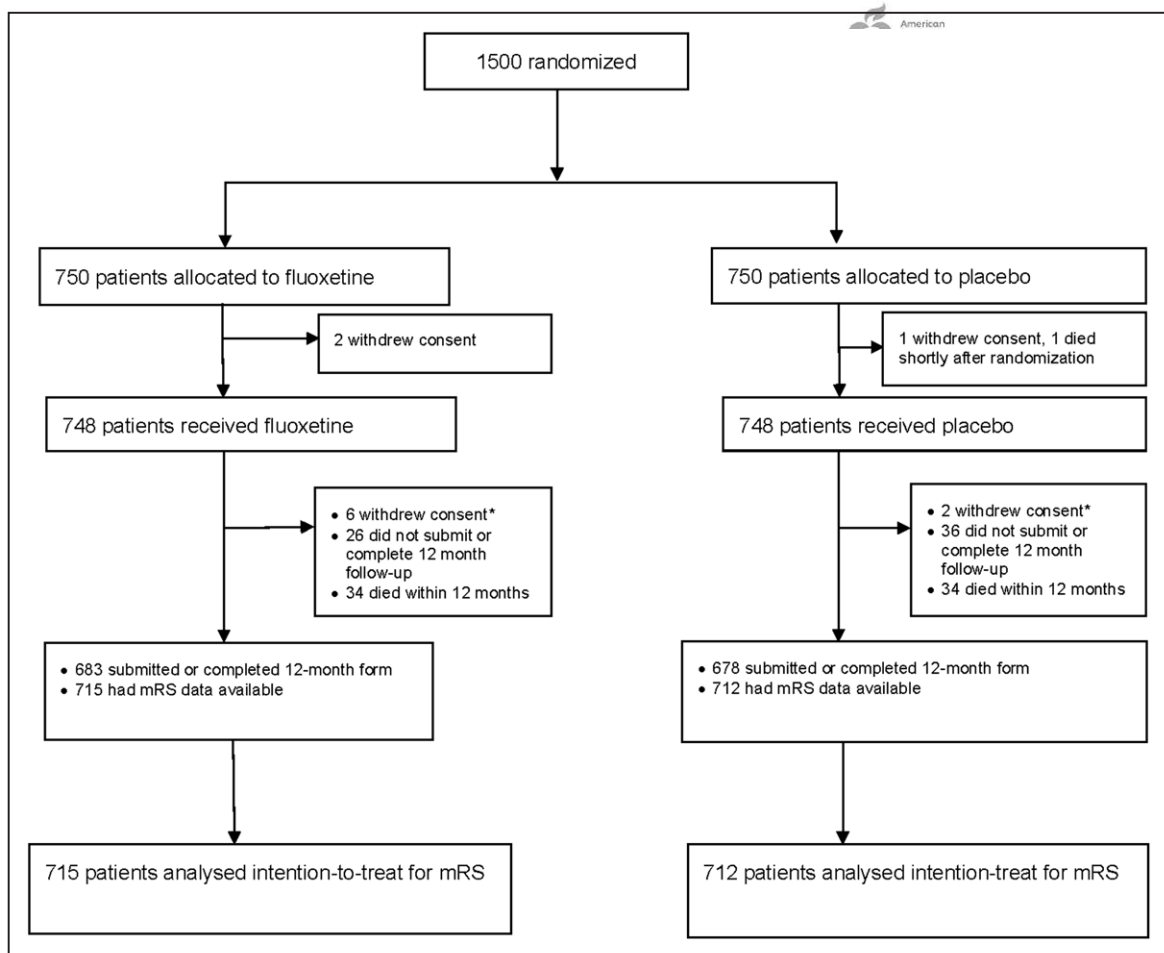 American
1500 randomized
750 patients allocated to fluoxetine
750 patients allocated to placebo
2 withdrew consent
1 withdrew consent, 1 died
shortly after randomization
748 patients received fluoxetine
748 patients received placebo
• 6 withdrew consent*
• 26 did not submit or
complete 12 month
follow-up
• 34 died within 12 months
• 2 withdrew consent*
• 36 did not submit or
complete 12 month
follow-up
• 34 died within 12 months
• 683 submitted or completed 12-month form
• 715 had mRS data available
• 678 submitted or completed 12-month form
• 712 had mRS data available
715 patients analysed intention-to-treat for mRS
712 patients analysed intention-treat for mRS